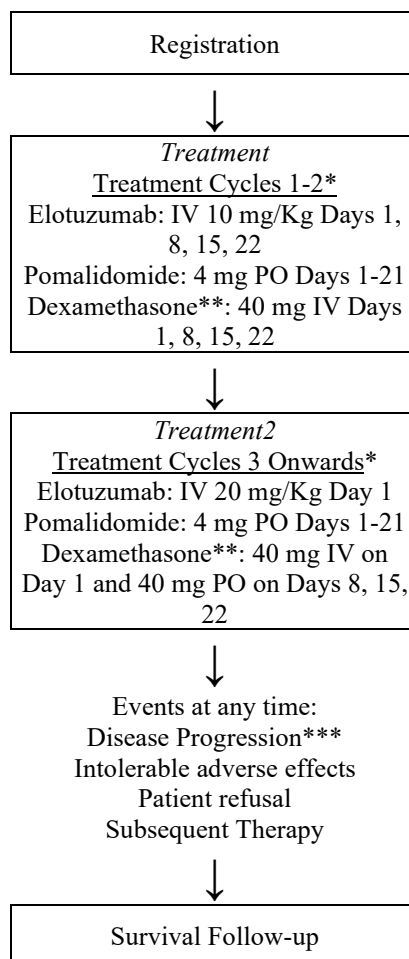 Registration
Treatment
Treatment Cycles 1-2*
Elotuzumab: IV 10 mg/Kg Days 1,
8, 15, 22
Pomalidomide: 4 mg PO Days 1-21
Dexamethasone**: 40 mg IV Days
1, 8, 15, 22
Treatment2
Treatment Cycles 3 Onwards*
Elotuzumab: IV 20 mg/Kg Day 1
Pomalidomide: 4 mg PO Days 1-21
Dexamethasone**: 40 mg IV on
Day 1 and 40 mg PO on Days 8, 15,
22
Events at any time:
Disease Progression***
Intolerable adverse effects
Patient refusal
Subsequent Therapy
Survival Follow-up